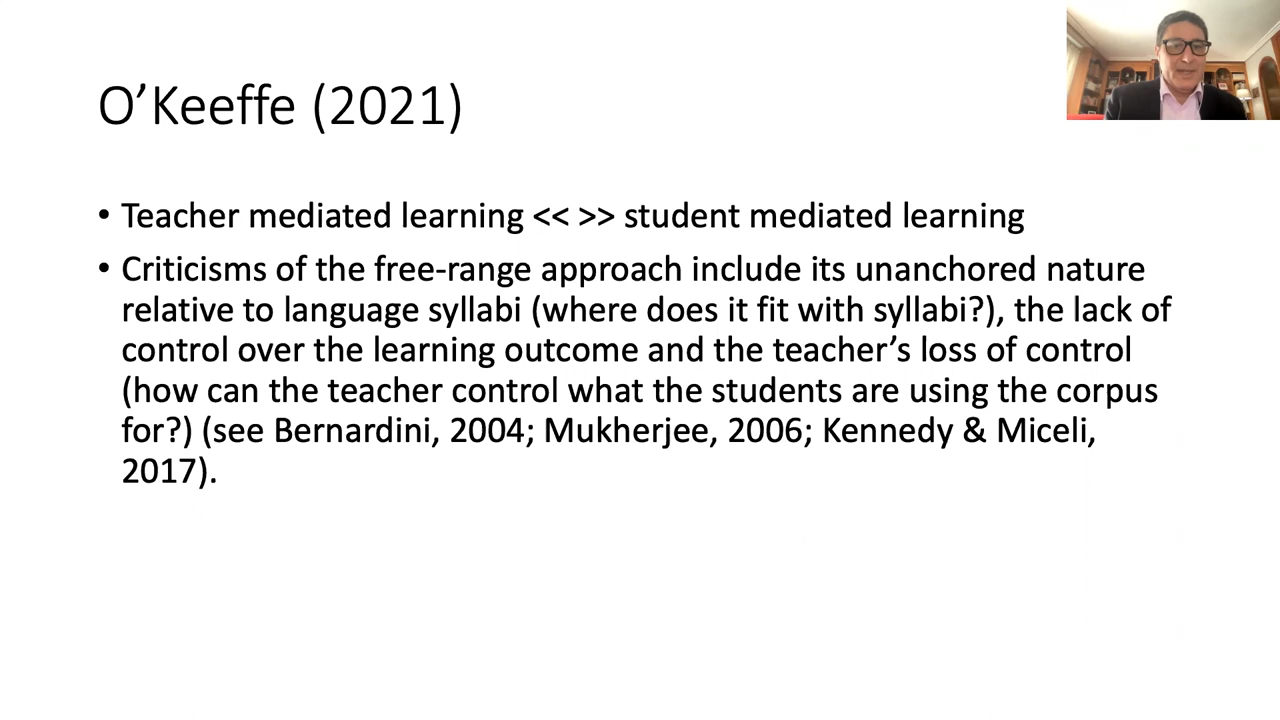 O’Keeffe (2021)
• Teacher mediated learning << >> student mediated learning
• Criticisms of the free-range approach include its unanchored nature
relative to language syllabi (where does it fit with syllabi?), the lack of
control over the learning outcome and the teacher’s loss of control
(how can the teacher control what the students are using the corpus
for?) (see Bernardini, 2004; Mukherjee, 2006; Kennedy & Miceli,
2017).